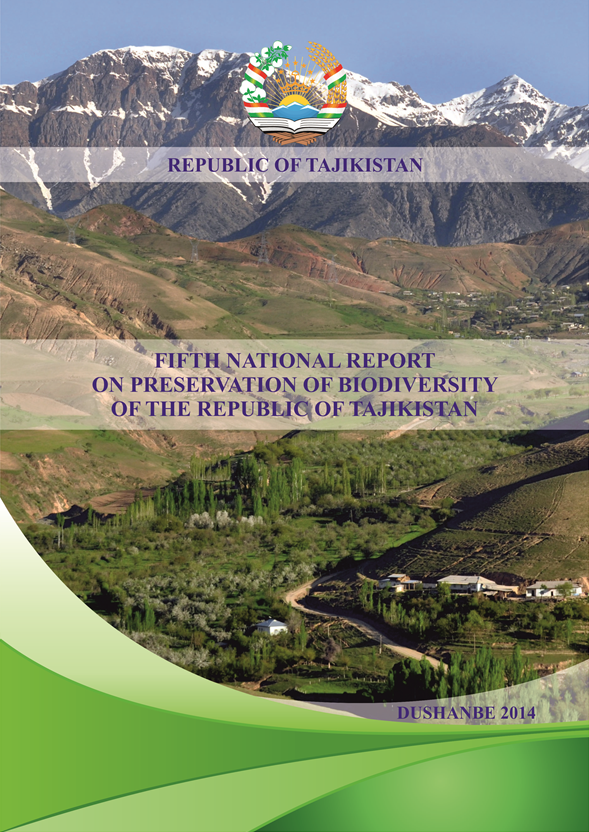 REPUBLIC OF TAJIKISTAN
FIFTH NATIONAL REPORT
ON PRESERVATION OF BIODIVERSITY
OF THE REPUBLIC OF TAJIKISTAN
DUSHANBE 2014